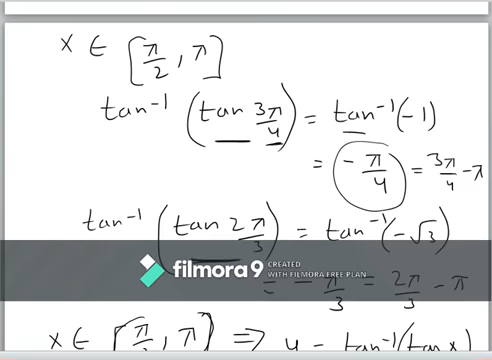 x ∈ [π/2, π]
tan⁻¹ (tan 3π/4) = tan⁻¹(-1)
= -π/4 = 3π/4 - π
tan⁻¹ (tan 2π/3) = tan⁻¹(-√3)
filmora9 CREATED WITH FILMORA FREE PLAN
= -π/3 = 2π/3 - π
x ∈ [π/2, π] ⇒ y = tan⁻¹(tan x)